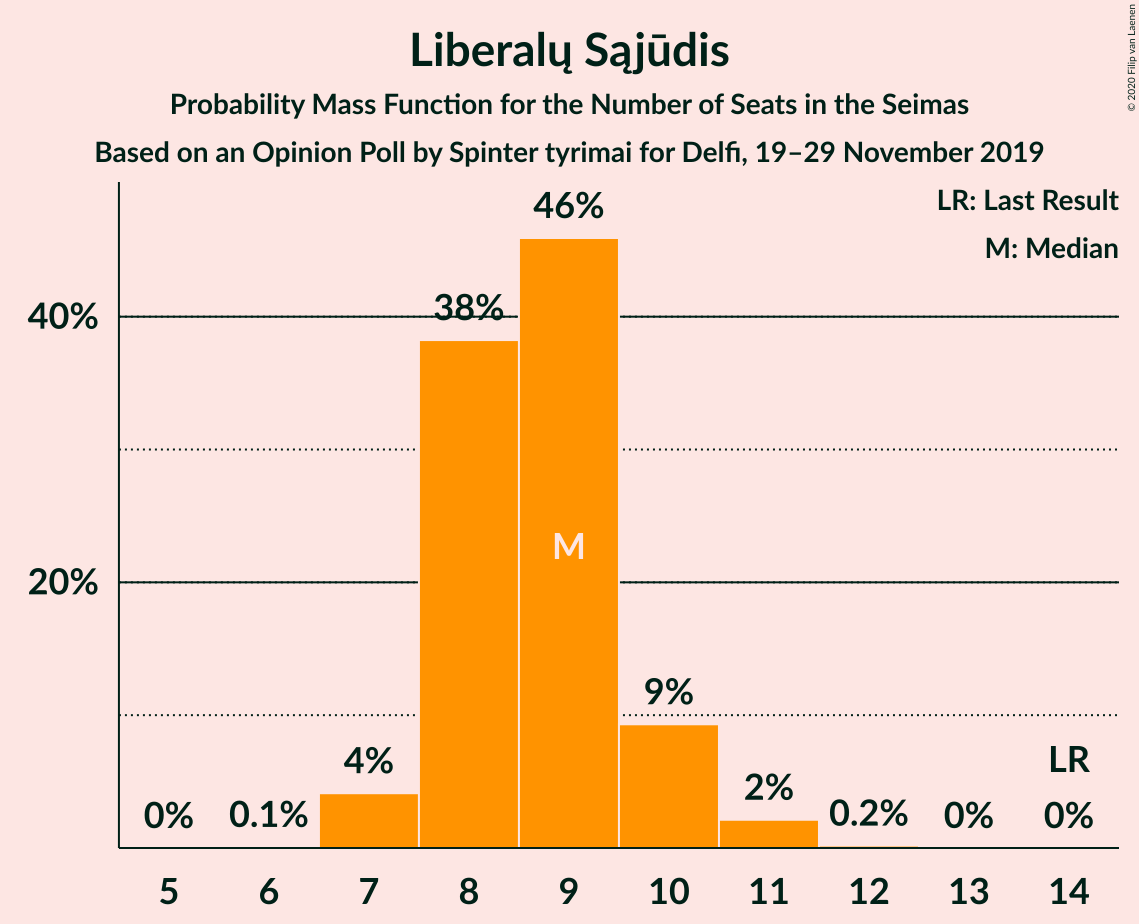 Liberalų Sąjūdis
Probability Mass Function for the Number of Seats in the Seimas
Based on an Opinion Poll by Spinter tyrimai for Delfi, 19–29 November 2019
© 2020 Filip van Laenen
LR: Last Result
M: Median
40%
20%
0%
0.1%
4%
38%
46%
M
9%
2%
0.2%
0%
LR
0%
5 6 7 8 9 10 11 12 13 14